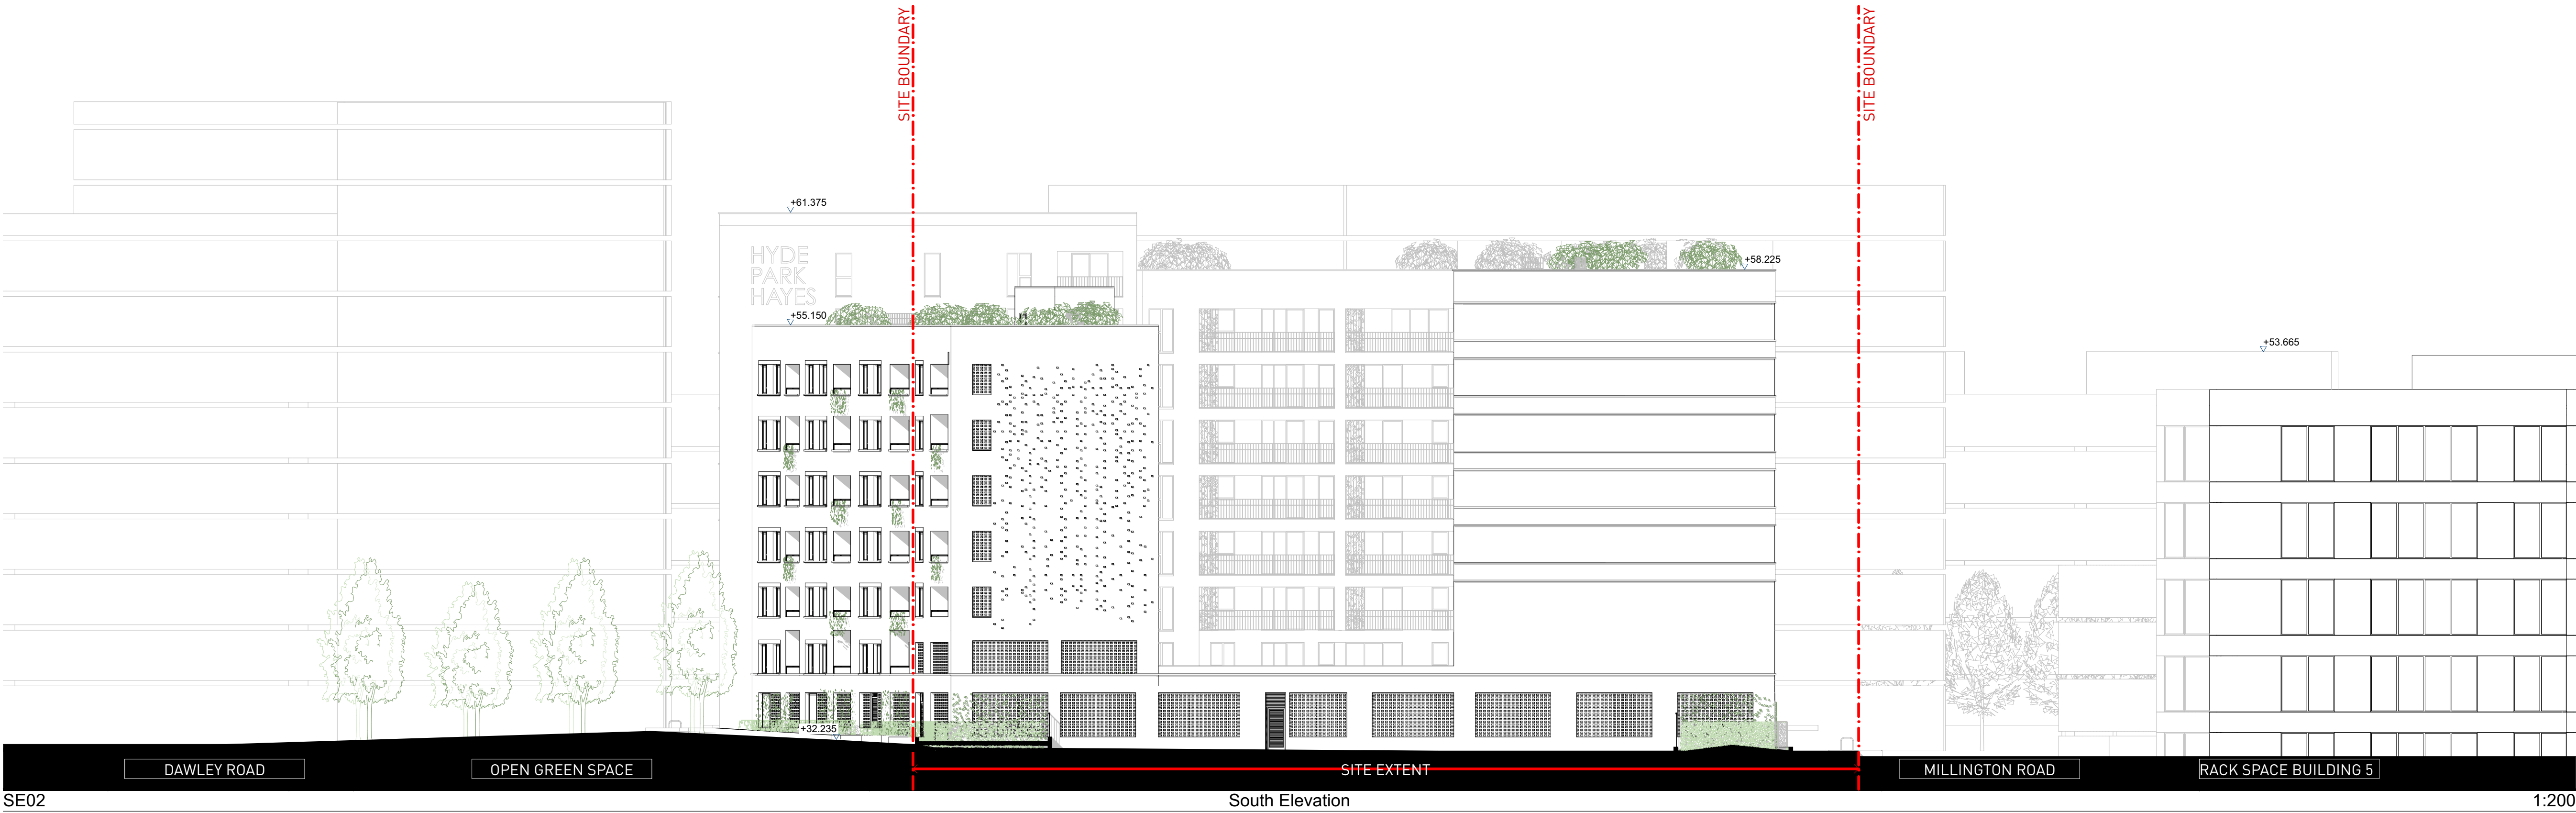 SITE BOUNDARY
SITE BOUNDARY
+61.375
HYDE
PARK
HAYES
+58.225
+55.150
+53.665
+32.235
DAWLEY ROAD
OPEN GREEN SPACE
SITE EXTENT
MILLINGTON ROAD
RACK SPACE BUILDING 5
SE02
South Elevation
1:200